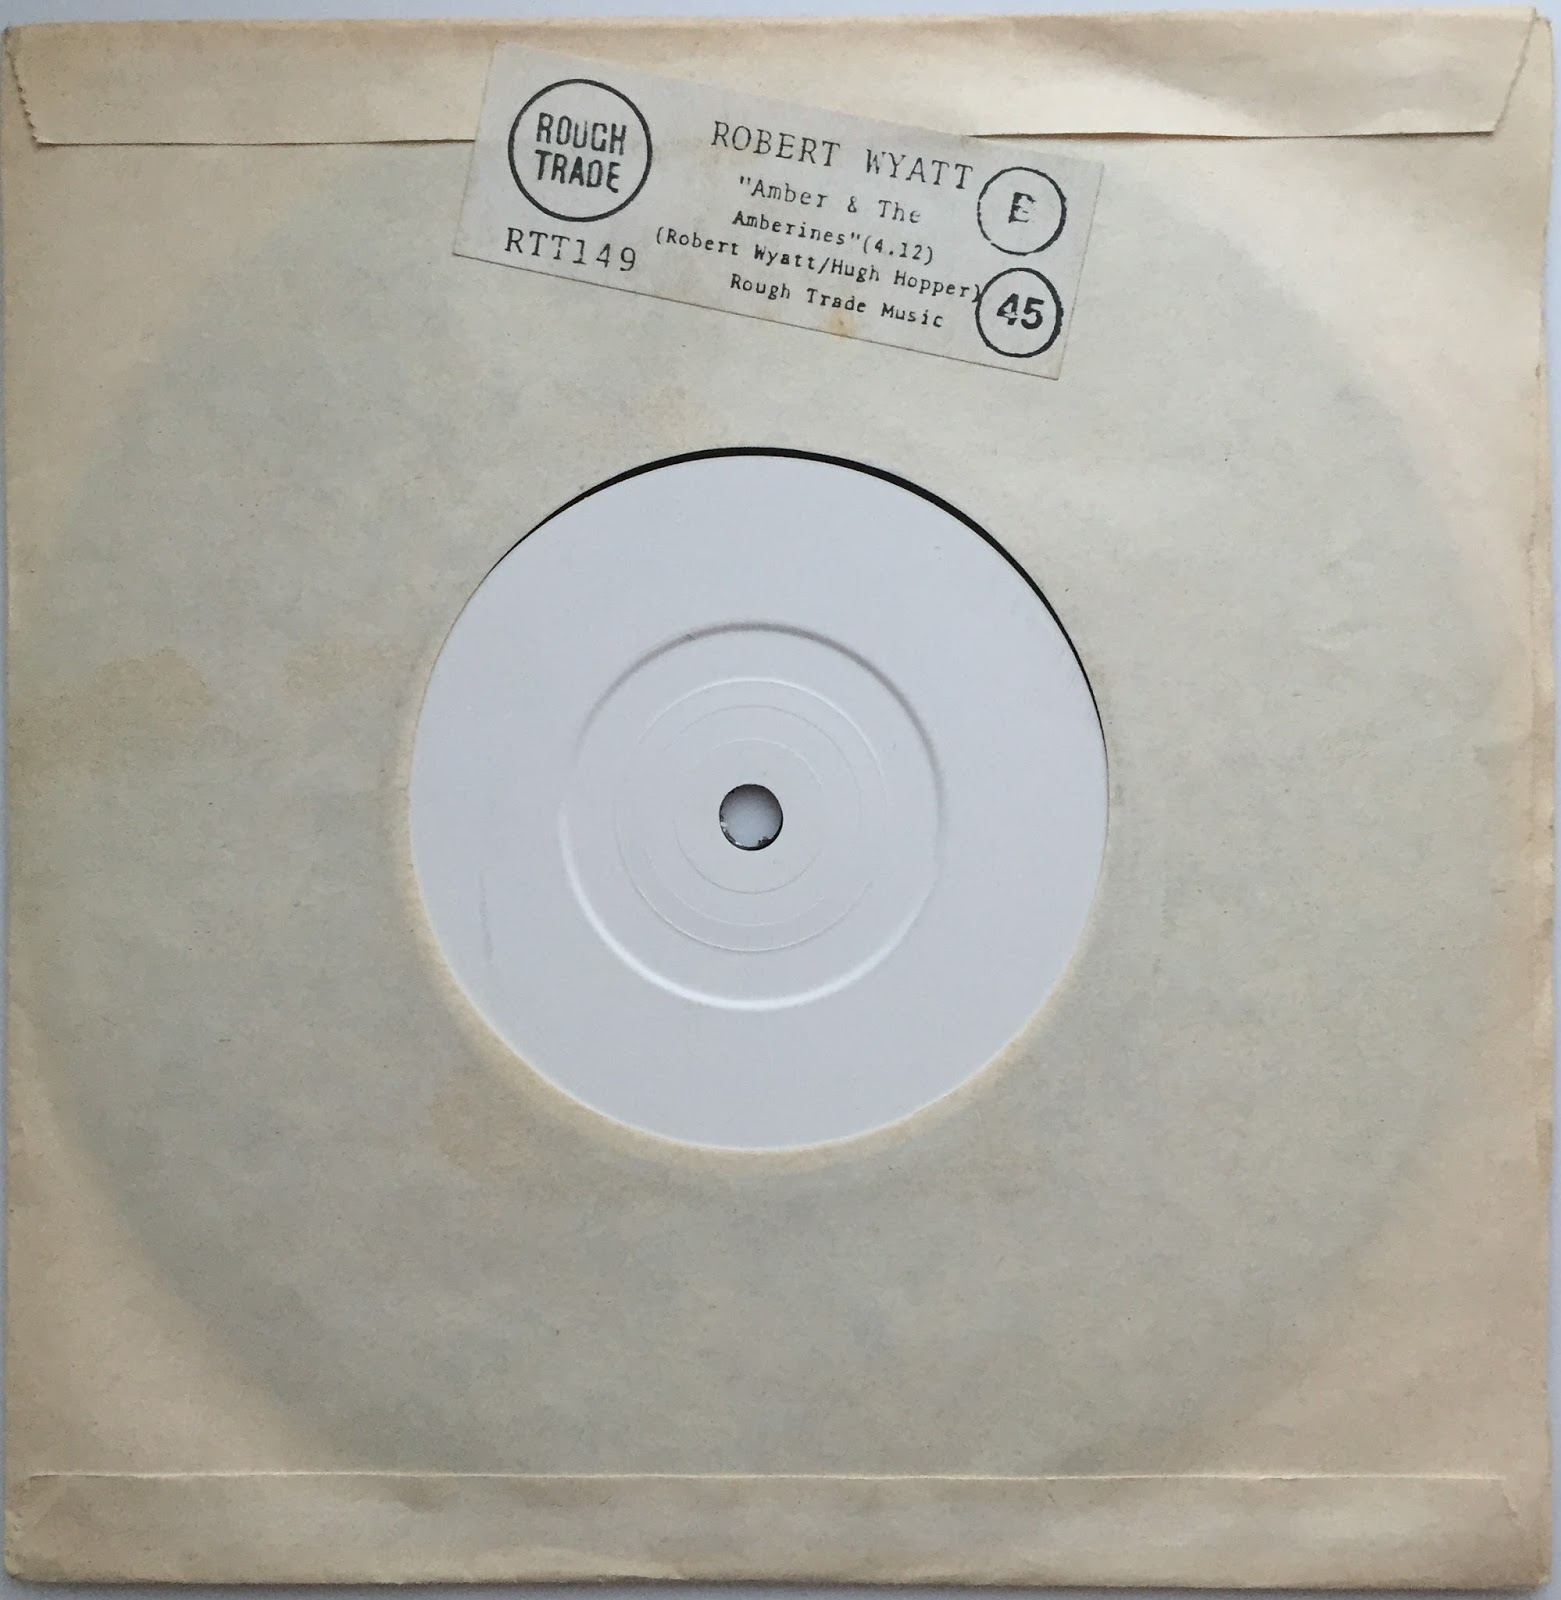 ROUGH
TRADE
RTT149
ROBERT WYATT
"Amber & The
Amberines"(4.12)
(Robert Wyatt/Hugh Hopper)
Rough Trade Music
B
45